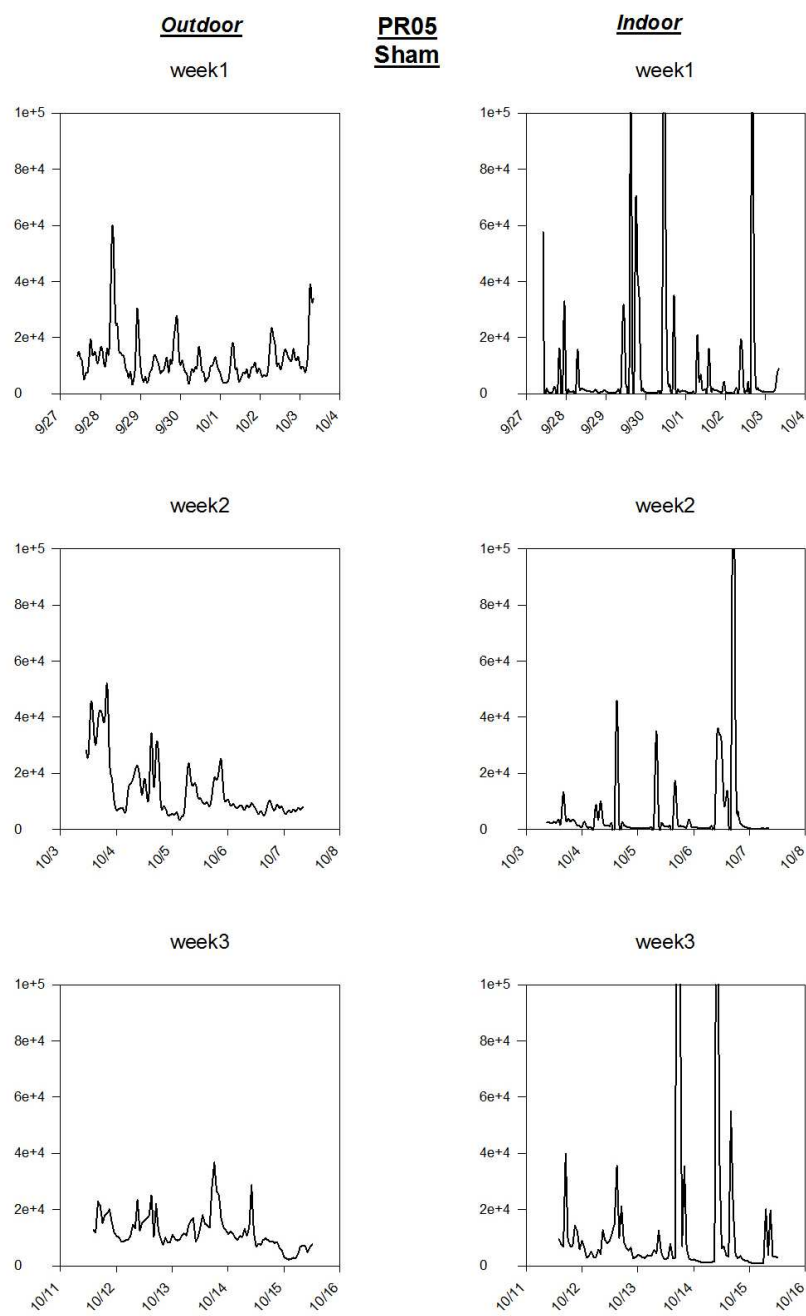 Outdoor
PR05
Sham
Indoor
week1
week1
1e+5
8e+4
6e+4
4e+4
2e+4
0
9/27
9/28
9/29
9/30
10/1
10/2
10/3
10/4
1e+5
8e+4
6e+4
4e+4
2e+4
0
9/27
9/28
9/29
9/30
10/1
10/2
10/3
10/4
week2
week2
1e+5
8e+4
6e+4
4e+4
2e+4
0
10/3
10/4
10/5
10/6
10/7
10/8
1e+5
8e+4
6e+4
4e+4
2e+4
0
10/3
10/4
10/5
10/6
10/7
10/8
week3
week3
1e+5
8e+4
6e+4
4e+4
2e+4
0
10/11
10/12
10/13
10/14
10/15
10/16
1e+5
8e+4
6e+4
4e+4
2e+4
0
10/11
10/12
10/13
10/14
10/15
10/16